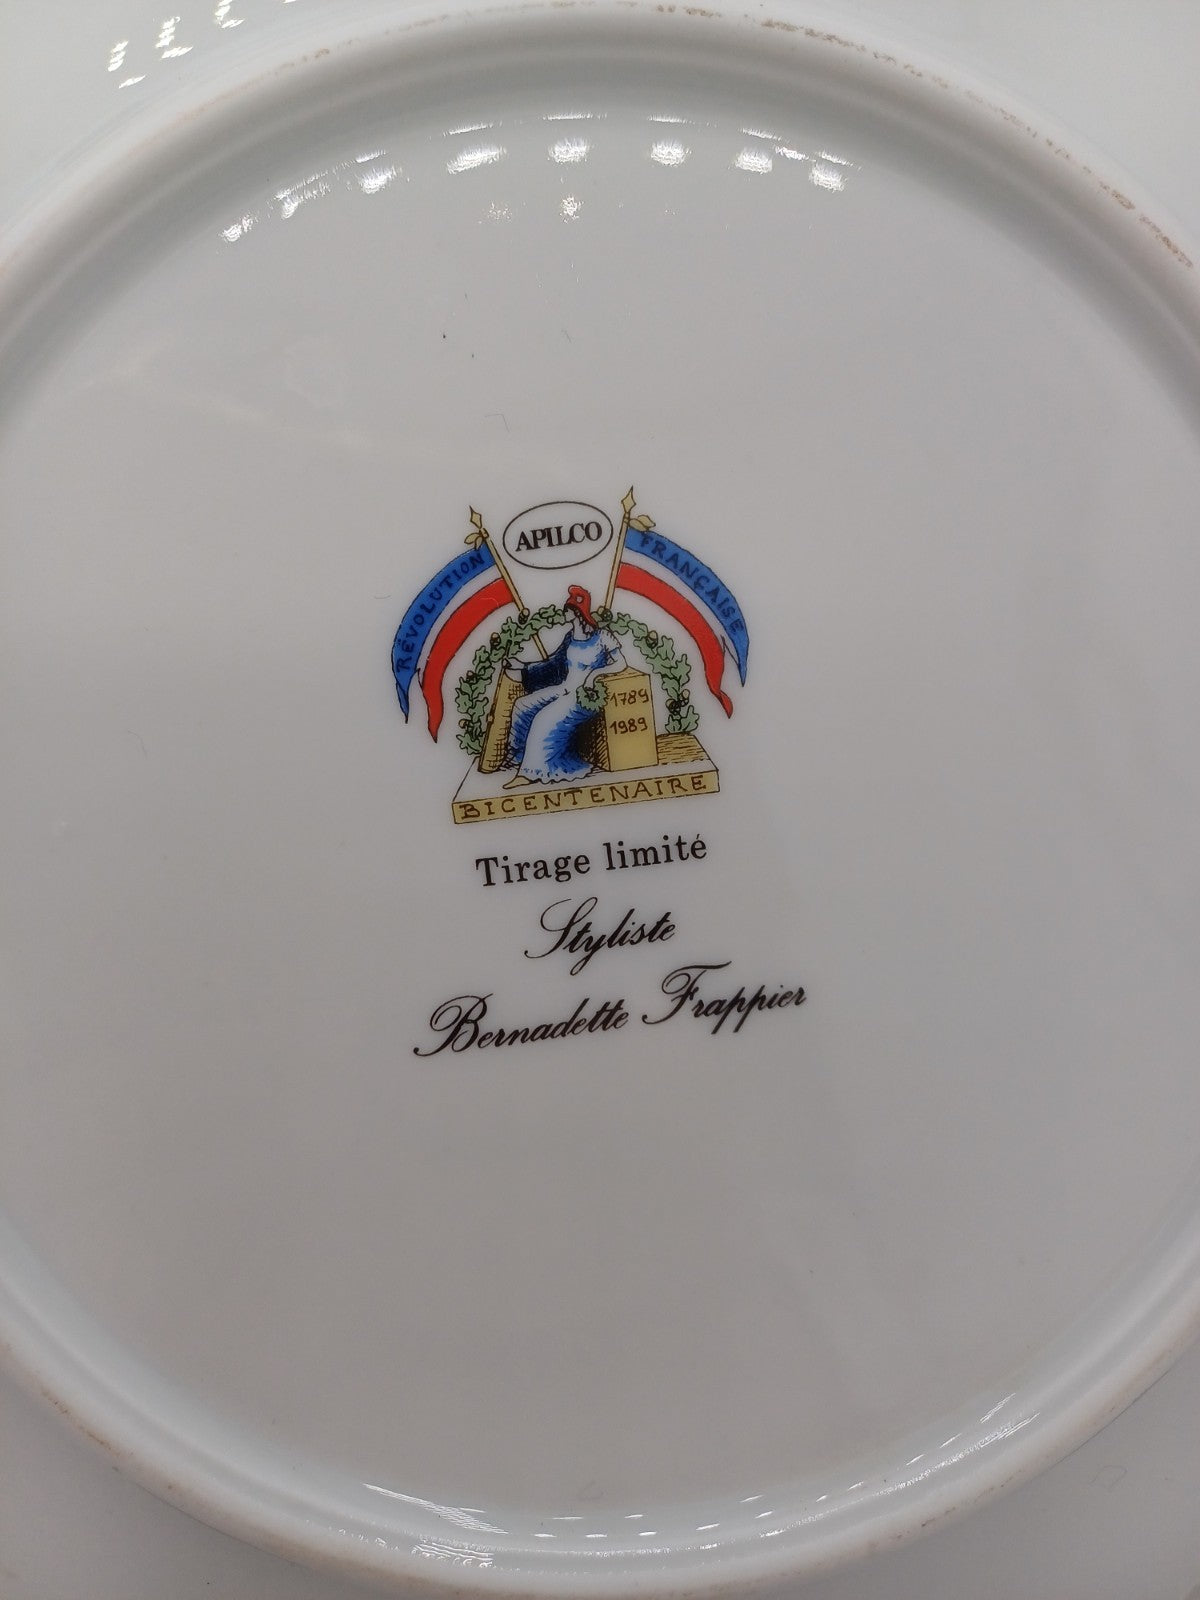 APILCO
RÉVOLUTION
FRANÇAISE
1789
1989
BICENTENAIRE
Tirage limité
Styliste
Bernadette Frappier